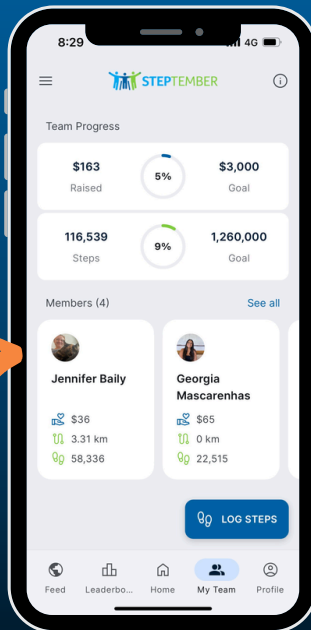 8:29
4G
STEPTEMBER
Team Progress
$163
Raised
5%
$3,000
Goal
116,539
Steps
9%
1,260,000
Goal
Members (4)
See all
Jennifer Baily
$36
3.31 km
58,336
Georgia
Mascarenhas
$65
0 km
22,515
LOG STEPS
Feed
Leaderbo...
Home
My Team
Profile